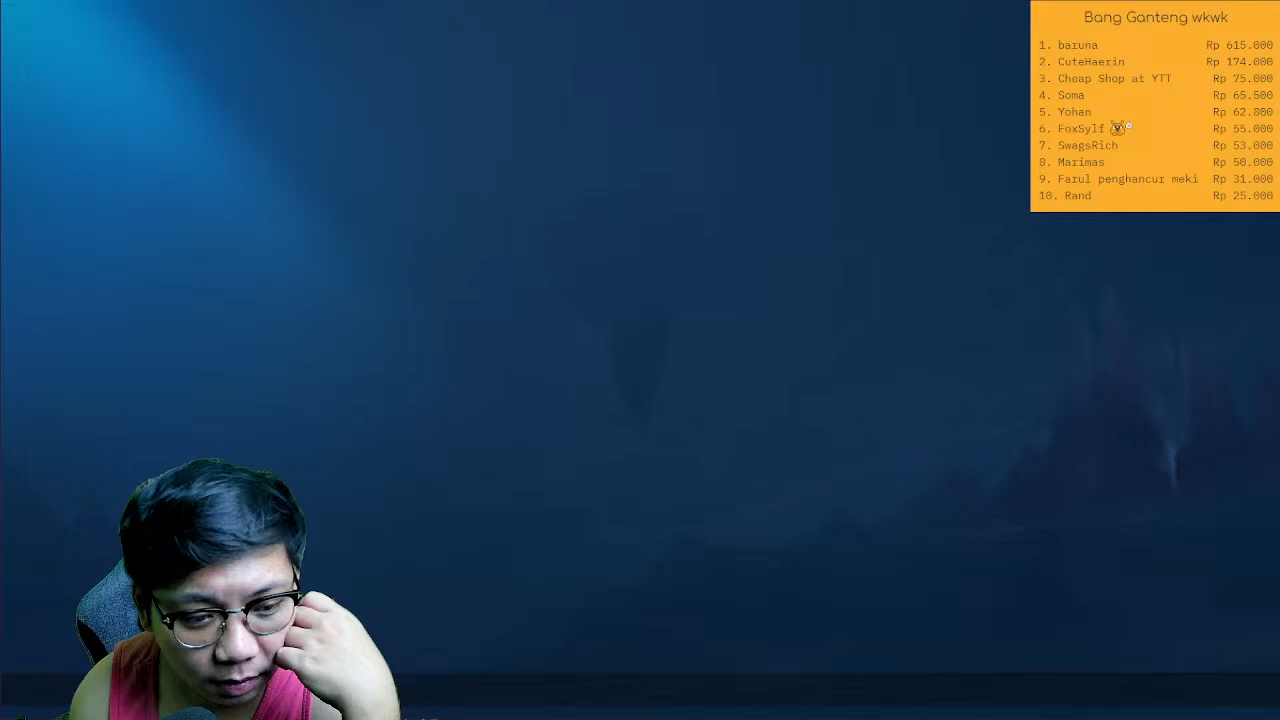 Bang Ganteng wkwk
1. baruna Rp 615.000
2. CuteHaerin Rp 174.000
3. Cheap Shop at YTT Rp 75.000
4. Soma Rp 65.500
5. Yohan Rp 62.800
6. FoxSylf Rp 55.000
7. SwagsRich Rp 53.000
8. Marimas Rp 50.000
9. Farul penghancur meki Rp 31.000
10. Rand Rp 25.000